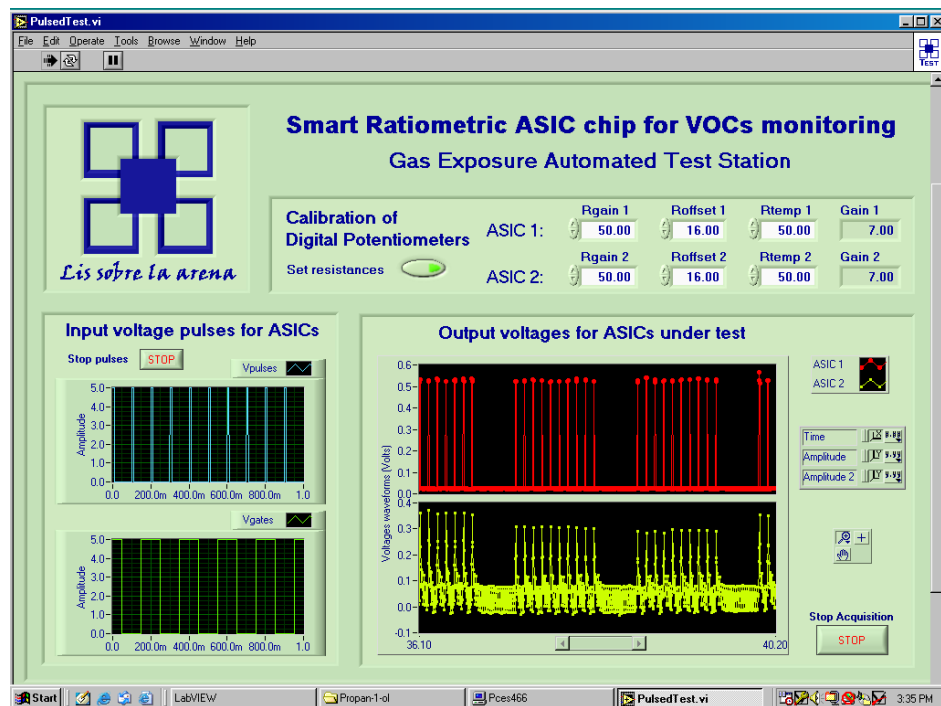 PulsedTest.vi
File Edit Operate Tools Browse Window Help
TEST
Smart Ratiometric ASIC chip for VOCs monitoring
Gas Exposure Automated Test Station
Lis sobre la arena
Calibration of
Digital Potentiometers
Set resistances
Rgain 1 Roffset 1 Rtemp 1 Gain 1
ASIC 1: 50.00 16.00 50.00 7.00
Rgain 2 Roffset 2 Rtemp 2 Gain 2
ASIC 2: 50.00 16.00 50.00 7.00
Input voltage pulses for ASICs
Stop pulses STOP
Vpulses
5.0
4.0
3.0
2.0
1.0
0.0
Amplitude
0.0 200.0m 400.0m 600.0m 800.0m 1.0
Vgates
5.0
4.0
3.0
2.0
1.0
0.0
Amplitude
0.0 200.0m 400.0m 600.0m 800.0m 1.0
Output voltages for ASICs under test
0.6
0.5
0.4
0.3
0.2
0.1
0.0
0.4
0.3
0.2
0.1
0.0
-0.1
Voltages waveforms (Volts)
36.10 40.20
ASIC 1
ASIC 2
Time
Amplitude
Amplitude 2
Stop Acquisition
STOP
Start LabVIEW Propan-1-ol Pces466 PulsedTest.vi 3:35 PM